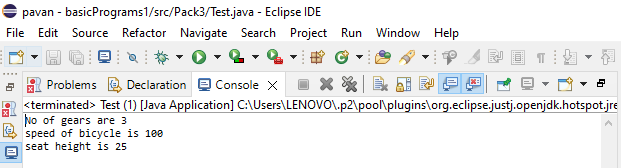 pavan - basicPrograms1/src/Pack3/Test.java - Eclipse IDE
File Edit Source Refactor Navigate Search Project Run Window Help
Problems Declaration Console
<terminated> Test (1) [Java Application] C:\Users\LENOVO\.p2\pool\plugins\org.eclipse.justj.openjdk.hotspot.jre
No of gears are 3
speed of bicycle is 100
seat height is 25